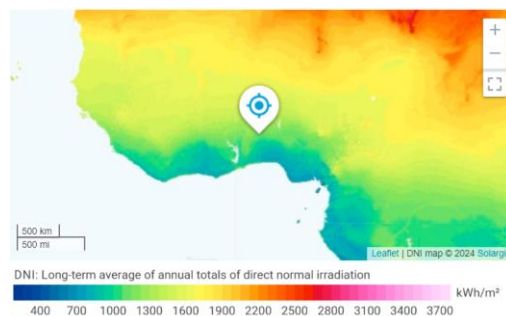 +
−
500 km
500 mi
Leaflet | DNI map © 2024 Solargi
DNI: Long-term average of annual totals of direct normal irradiation
kWh/m²
400 700 1000 1300 1600 1900 2200 2500 2800 3100 3400 3700